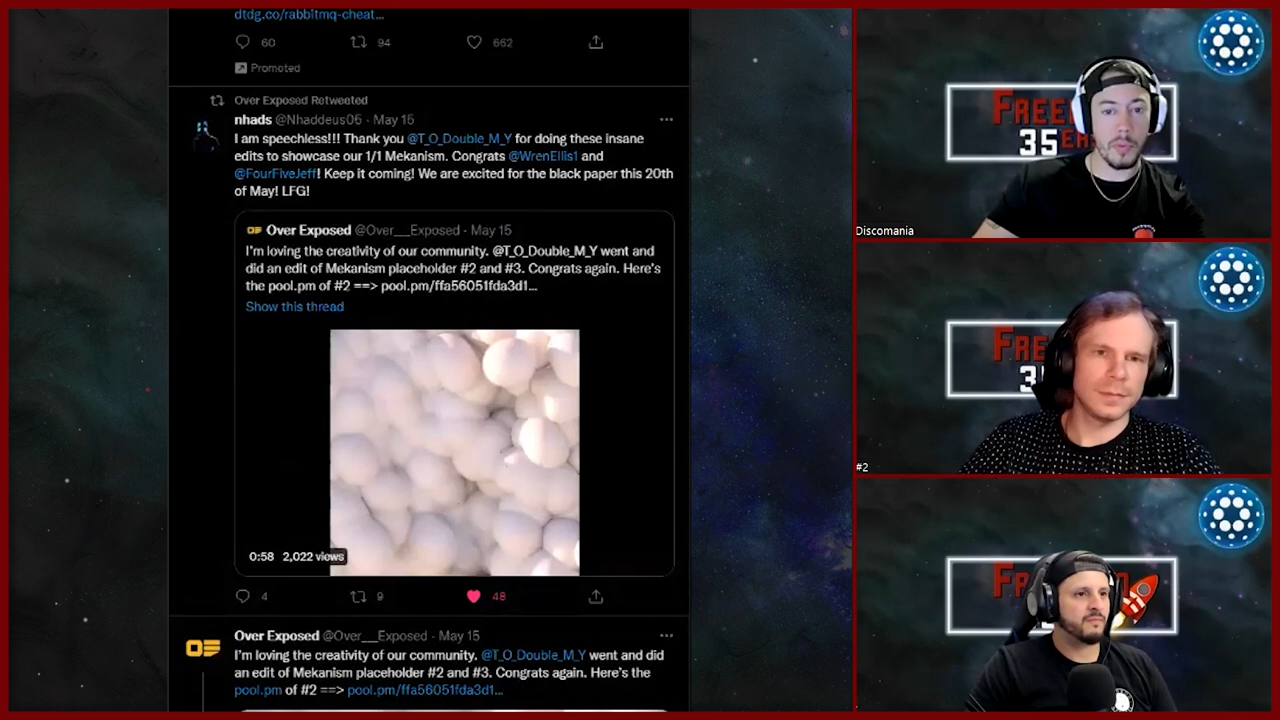 dtdg.co/rabbitmq-cheat…
60 94 662
Promoted
Over Exposed Retweeted
nhads @Nhaddeus05 · May 15
I am speechless!!! Thank you @T_O_Double_M_Y for doing these insane
edits to showcase our 1/1 Mekanism. Congrats @WrenEllis1 and
@FourFiveJeff! Keep it coming! We are excited for the black paper this 20th
of May! LFG!
Over Exposed @Over__Exposed · May 15
I'm loving the creativity of our community. @T_O_Double_M_Y went and
did an edit of Mekanism placeholder #2 and #3. Congrats again. Here's
the pool.pm of #2 ==> pool.pm/ffa56051fda3d1…
Show this thread
0:58 2,022 views
4 9 48
Over Exposed @Over__Exposed · May 15
I'm loving the creativity of our community. @T_O_Double_M_Y went and did
an edit of Mekanism placeholder #2 and #3. Congrats again. Here's the
pool.pm of #2 ==> pool.pm/ffa56051fda3d1…
35
Discomania
#2